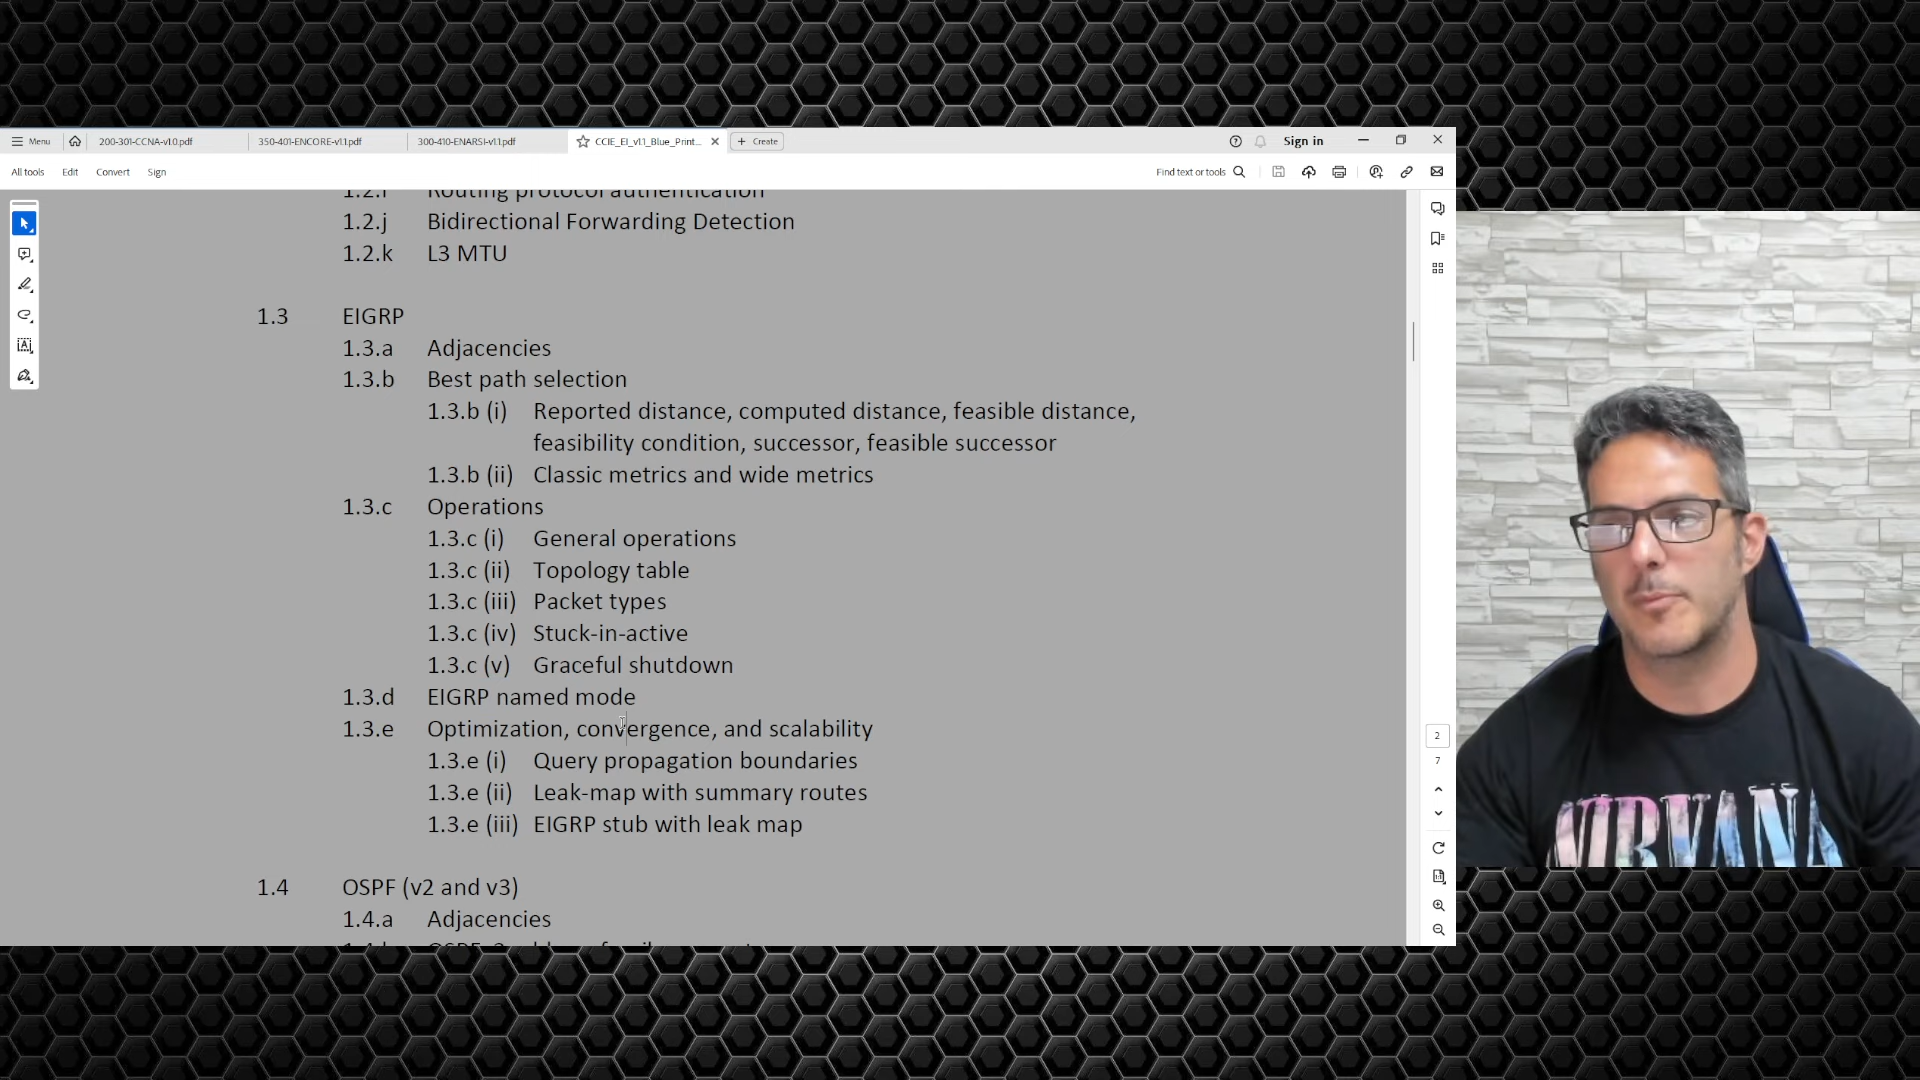 Menu
200-301-CCNA-v1.0.pdf
350-401-ENCORE-v1.1.pdf
300-410-ENARSI-v1.1.pdf
CCIE_EI_v1.1_Blue_Print...
Create
Sign in
All tools
Edit
Convert
Sign
Find text or tools
Routing protocol authentication
1.2.j Bidirectional Forwarding Detection
1.2.k L3 MTU
1.3 EIGRP
1.3.a Adjacencies
1.3.b Best path selection
1.3.b (i) Reported distance, computed distance, feasible distance,
feasibility condition, successor, feasible successor
1.3.b (ii) Classic metrics and wide metrics
1.3.c Operations
1.3.c (i) General operations
1.3.c (ii) Topology table
1.3.c (iii) Packet types
1.3.c (iv) Stuck-in-active
1.3.c (v) Graceful shutdown
1.3.d EIGRP named mode
1.3.e Optimization, convergence, and scalability
1.3.e (i) Query propagation boundaries
1.3.e (ii) Leak-map with summary routes
1.3.e (iii) EIGRP stub with leak map
1.4 OSPF (v2 and v3)
1.4.a Adjacencies
2
7
NIRVANA